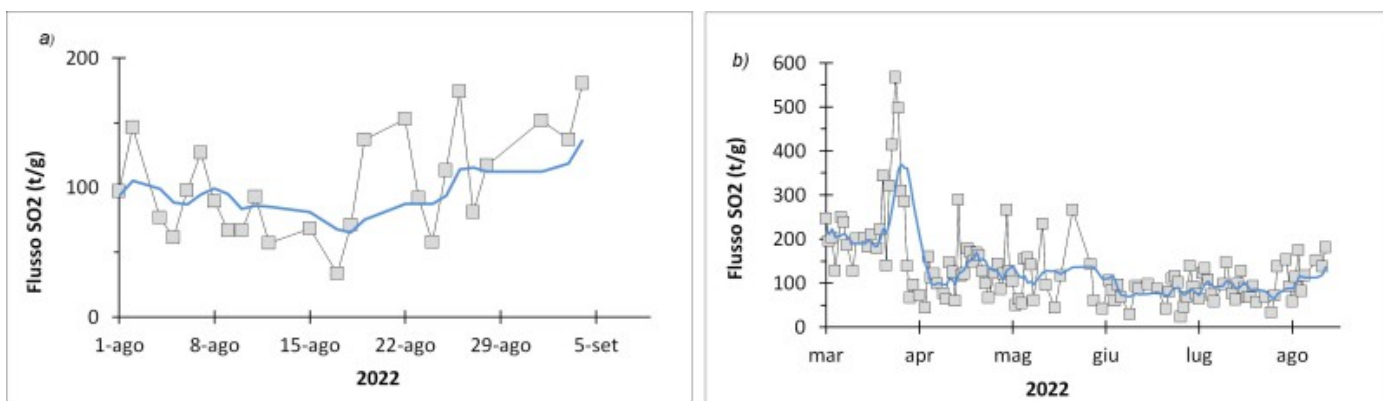 a)
Flusso SO2 (t/g)
200
100
0
1-ago 8-ago 15-ago 22-ago 29-ago 5-set
2022
b)
Flusso SO2 (t/g)
600
500
400
300
200
100
0
mar apr mag giu lug ago
2022